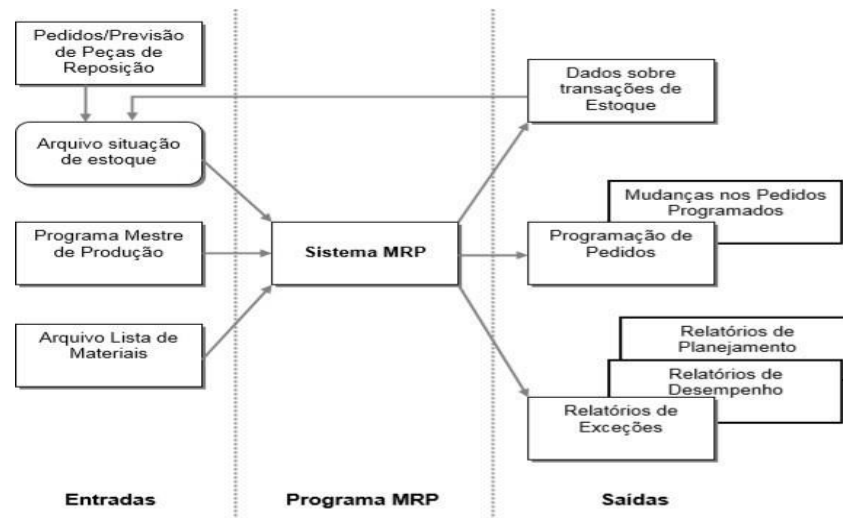 Pedidos/Previsão
de Peças de
Reposição
Dados sobre
transações de
Estoque
Arquivo situação
de estoque
Mudanças nos Pedidos
Programados
Programa Mestre
de Produção
Sistema MRP
Programação de
Pedidos
Arquivo Lista de
Materiais
Relatórios de
Planejamento
Relatórios de
Desempenho
Relatórios de
Exceções
Entradas
Programa MRP
Saídas